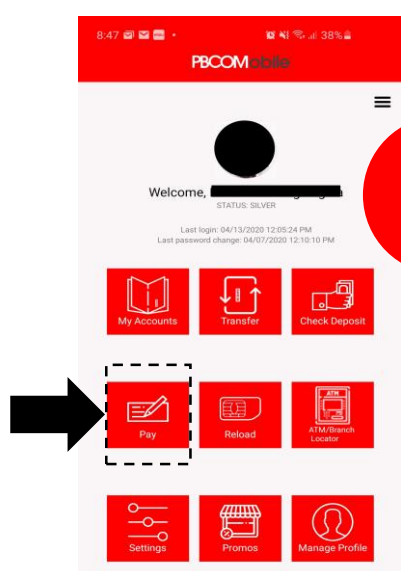 8:47 38%
PBCOMobile
Welcome,
STATUS: SILVER
Last login: 04/13/2020 12:05:24 PM
Last password change: 04/07/2020 12:10:10 PM
My Accounts Transfer Check Deposit
ATM
Pay Reload ATM/Branch
Locator
Settings Promos Manage Profile